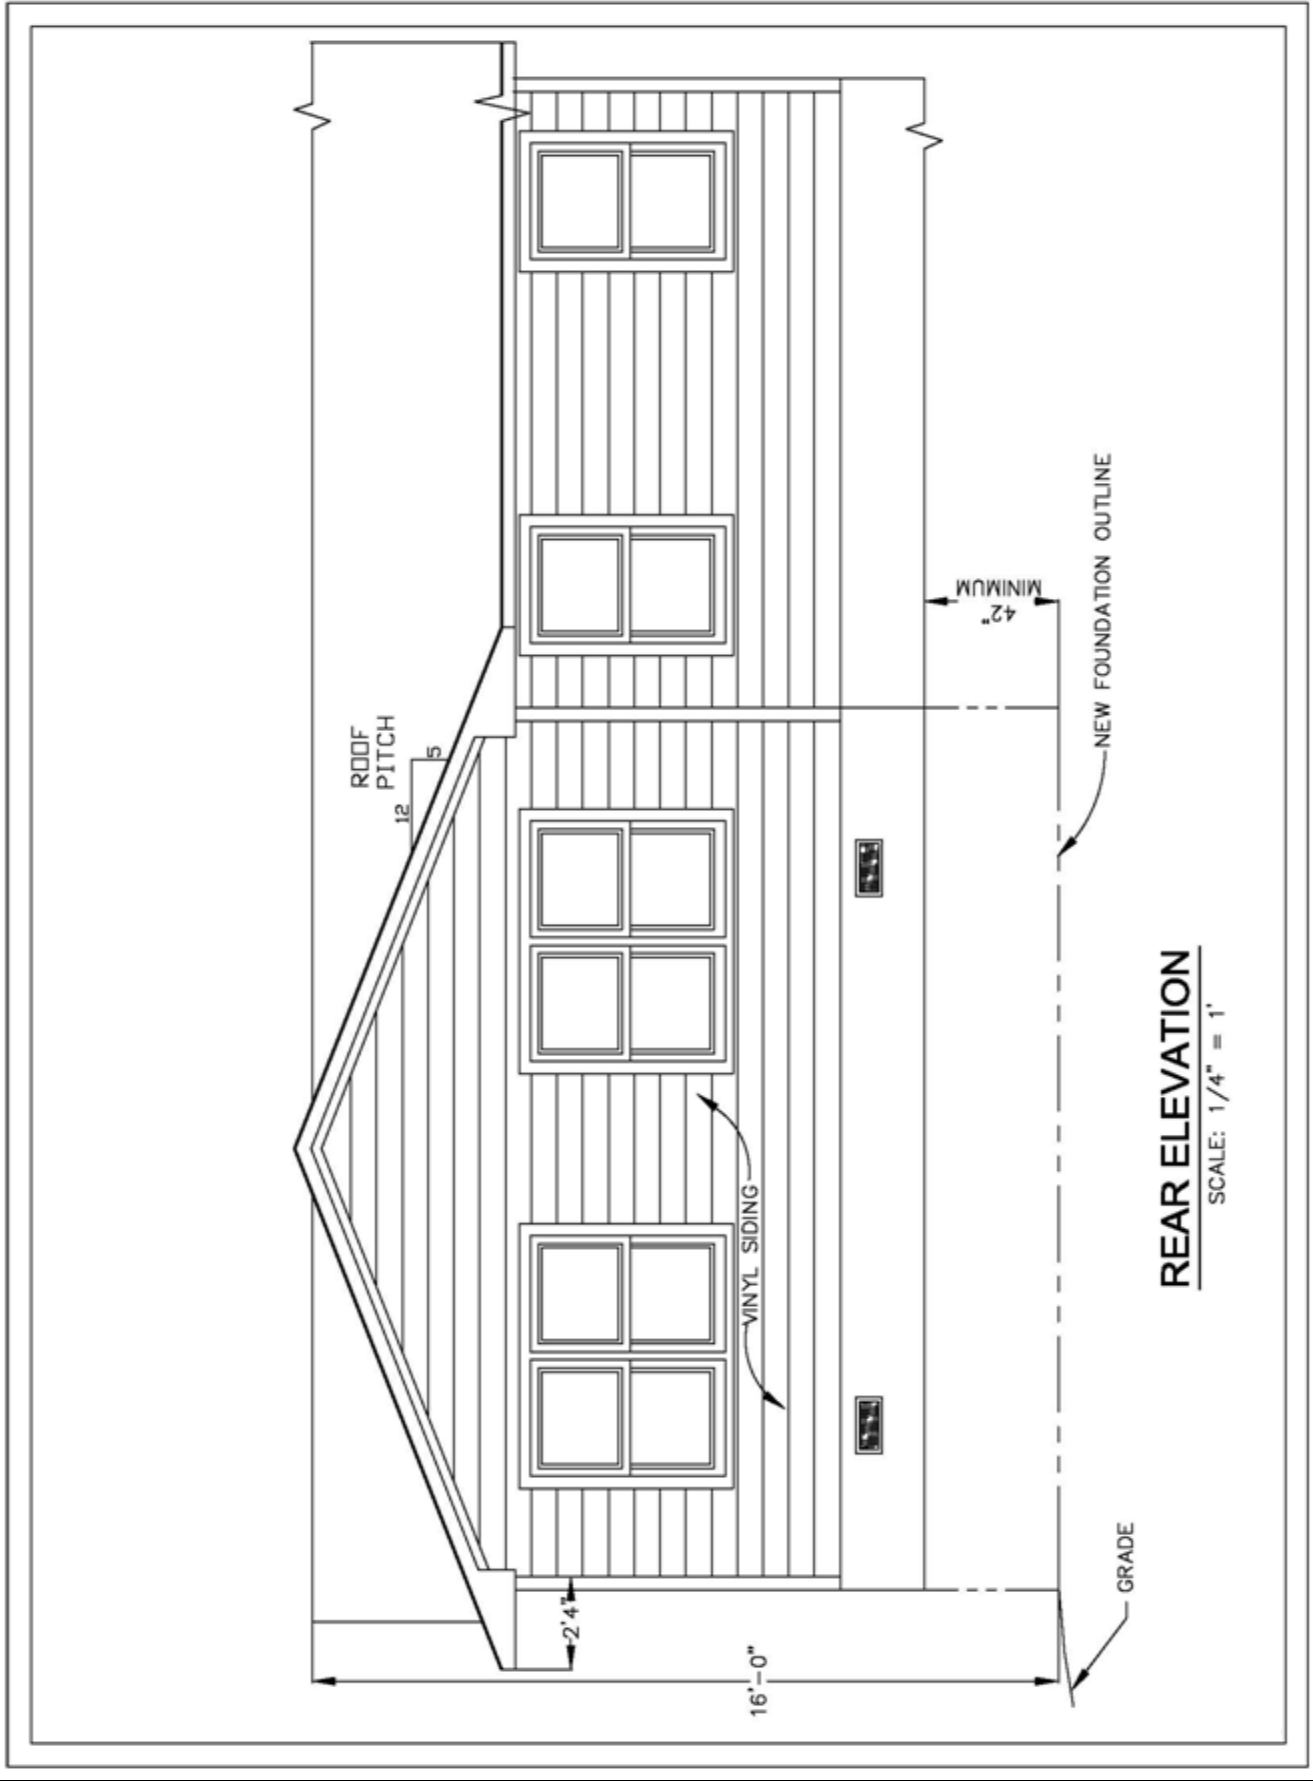 ROOF
PITCH
12
5
42"
MINIMUM
VINYL SIDING
2'4"
16'-0"
NEW FOUNDATION OUTLINE
GRADE
REAR ELEVATION
SCALE: 1/4" = 1'